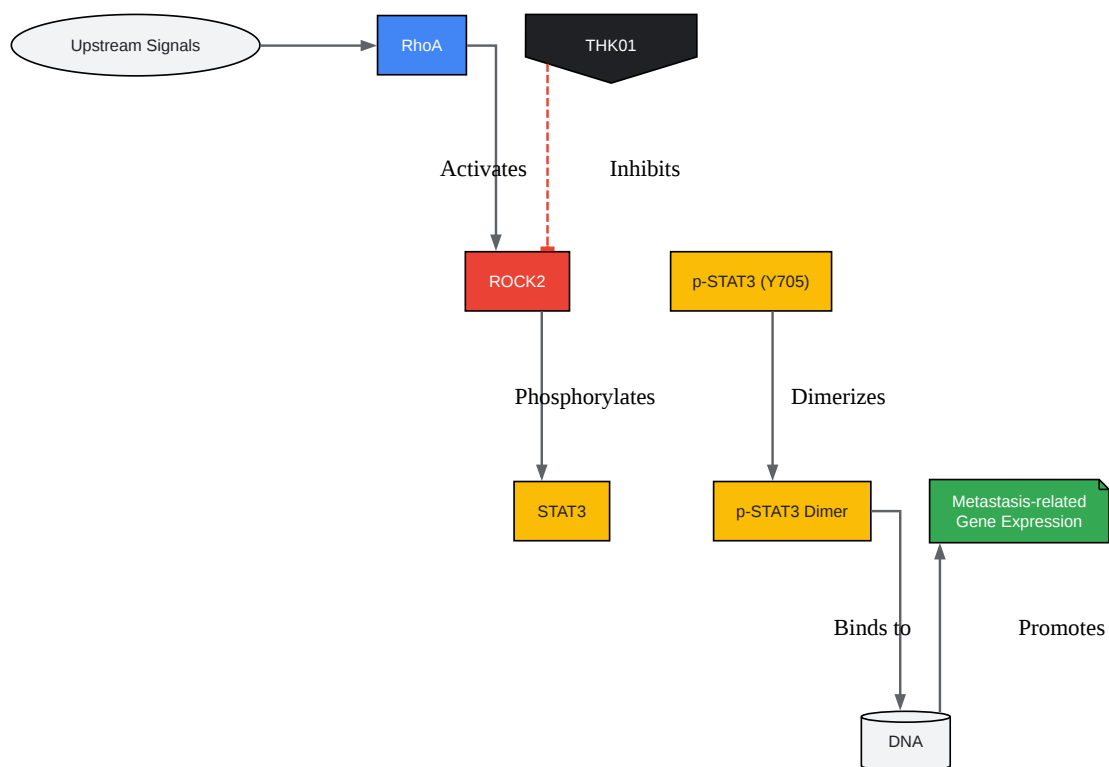 Upstream Signals
RhoA
THK01
Activates
Inhibits
ROCK2
p-STAT3 (Y705)
Phosphorylates
Dimerizes
STAT3
p-STAT3 Dimer
Metastasis-related
Gene Expression
Binds to
Promotes
DNA